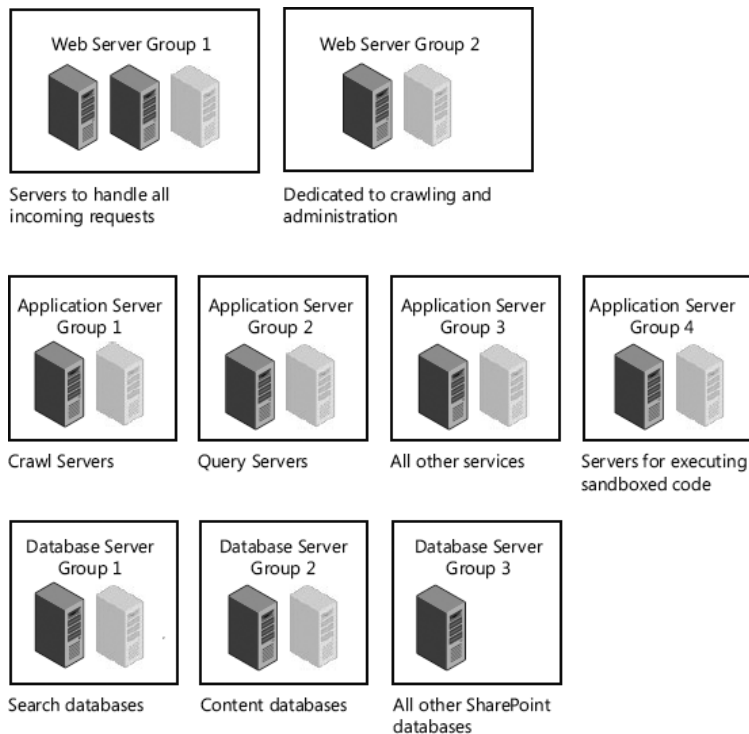 Web Server Group 1
Web Server Group 2
Servers to handle all
incoming requests
Dedicated to crawling and
administration
Application Server
Group 1
Application Server
Group 2
Application Server
Group 3
Application Server
Group 4
Crawl Servers
Query Servers
All other services
Servers for executing
sandboxed code
Database Server
Group 1
Database Server
Group 2
Database Server
Group 3
Search databases
Content databases
All other SharePoint
databases